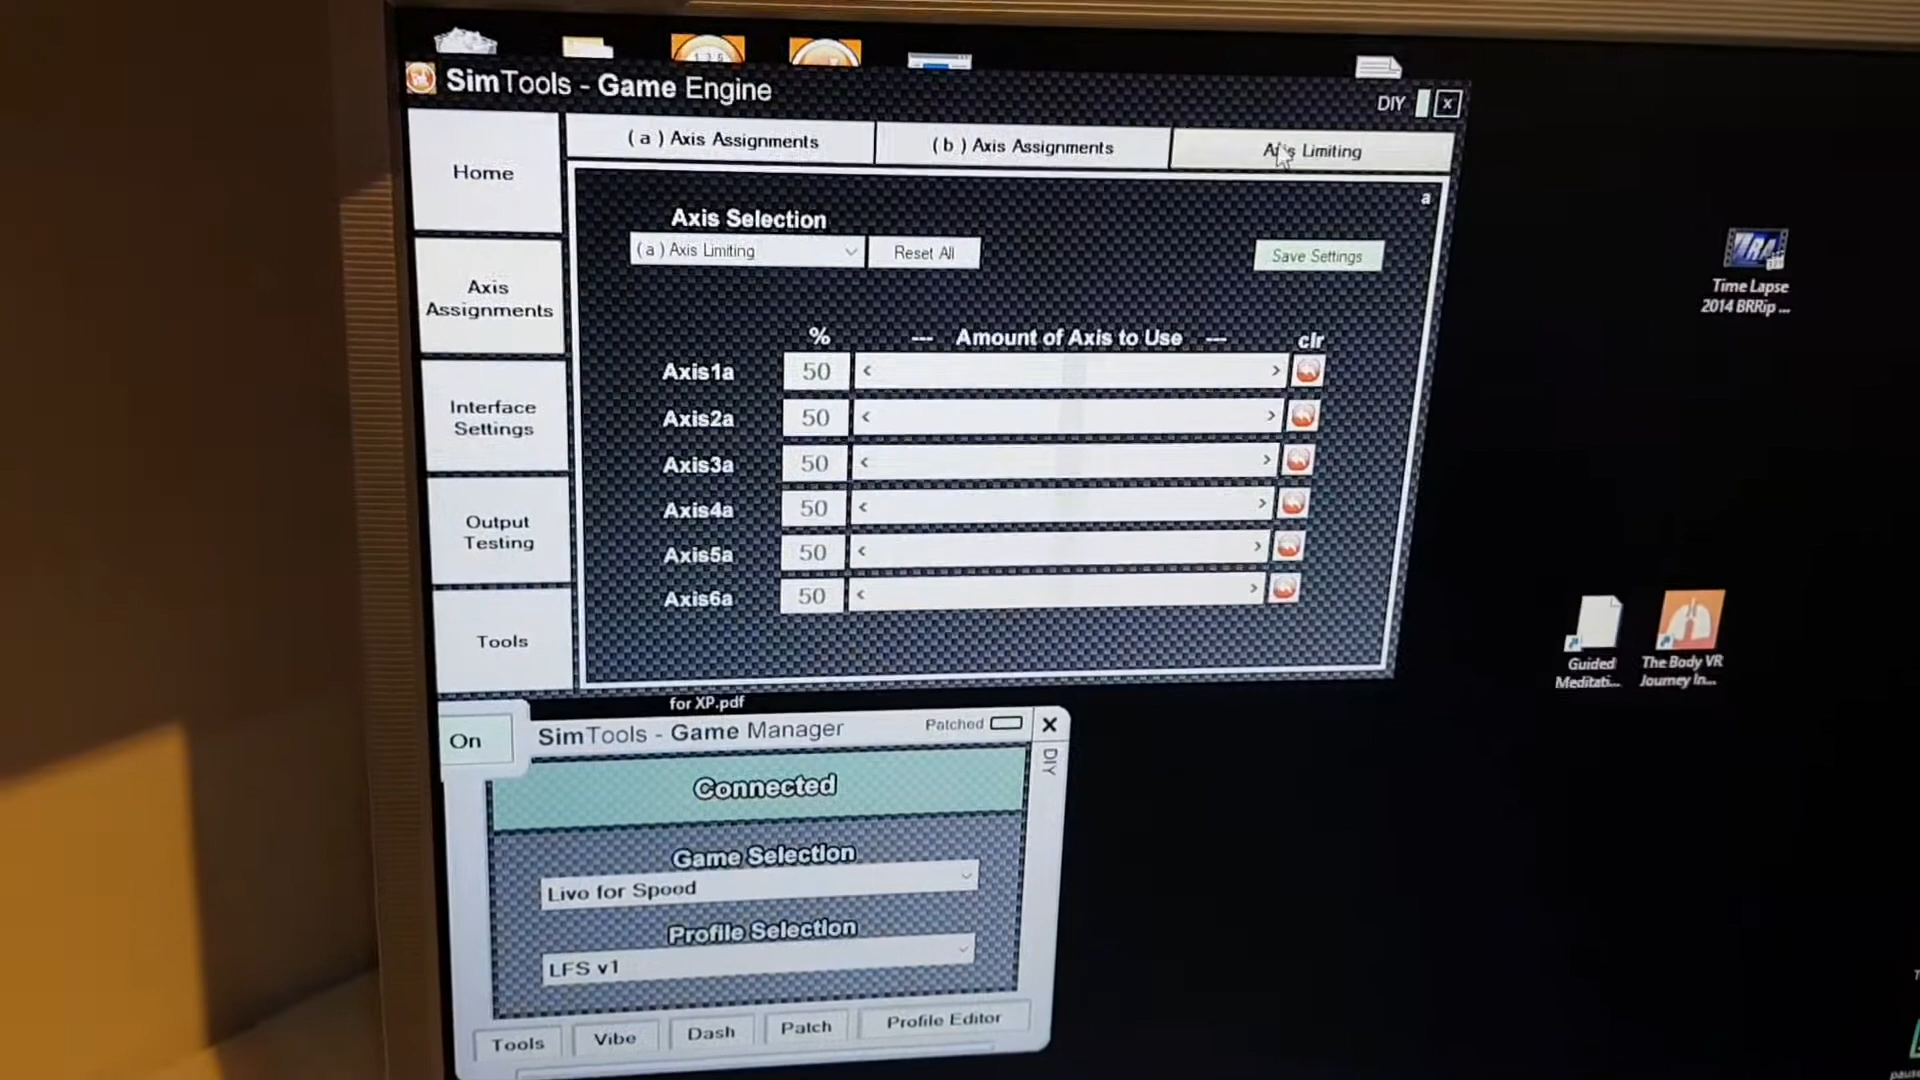 SimTools - Game Engine
DIY
x
Home
( a ) Axis Assignments
( b ) Axis Assignments
Axis Limiting
a
Axis Selection
( a ) Axis Limiting
Reset All
Save Settings
Axis
Assignments
% --- Amount of Axis to Use --- clr
Axis1a 50 < >
Axis2a 50 < >
Axis3a 50 < >
Axis4a 50 < >
Axis5a 50 < >
Axis6a 50 < >
Interface
Settings
Output
Testing
Tools
for XP.pdf
On
SimTools - Game Manager
Patched
X
DIY
Connected
Game Selection
Live for Speed
Profile Selection
LFS v1
Tools
Vibe
Dash
Patch
Profile Editor
Time Lapse
2014 BRRip ...
Guided
Meditati...
The Body VR
Journey In...